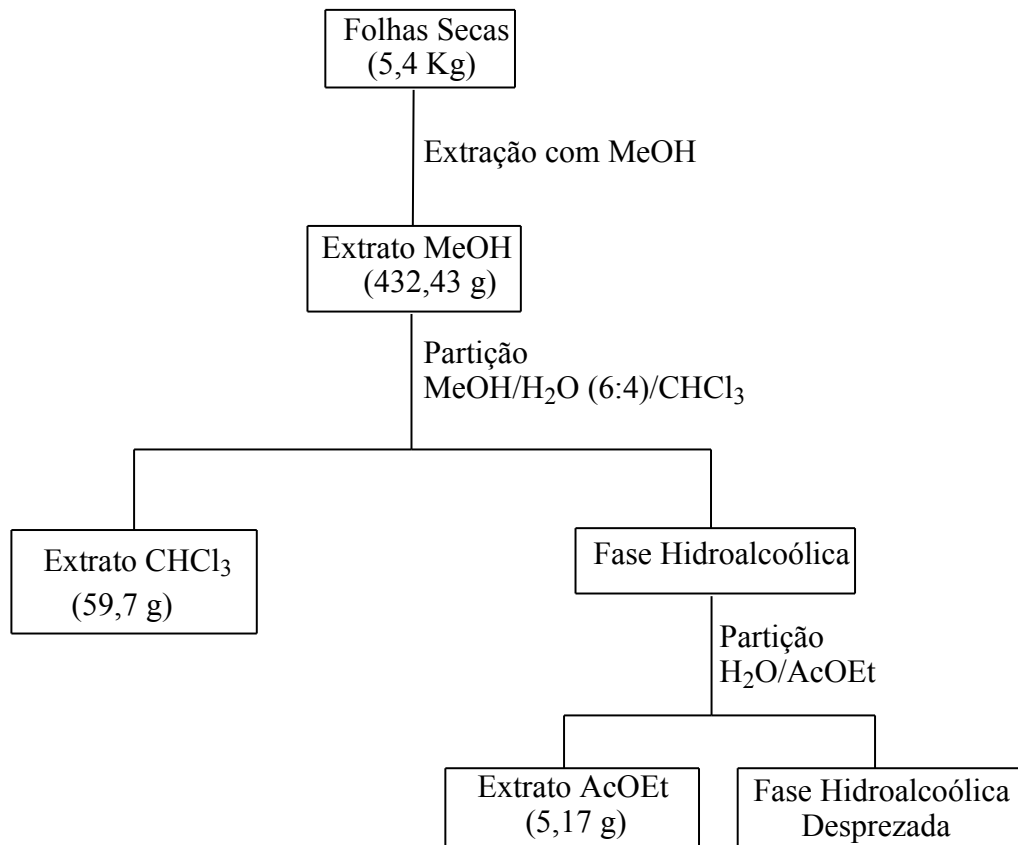 Folhas Secas
(5,4 Kg)
Extração com MeOH
Extrato MeOH
(432,43 g)
Partição
MeOH/H₂O (6:4)/CHCl₃
Extrato CHCl₃
(59,7 g)
Fase Hidroalcoólica
Partição
H₂O/AcOEt
Extrato AcOEt
(5,17 g)
Fase Hidroalcoólica
Desprezada